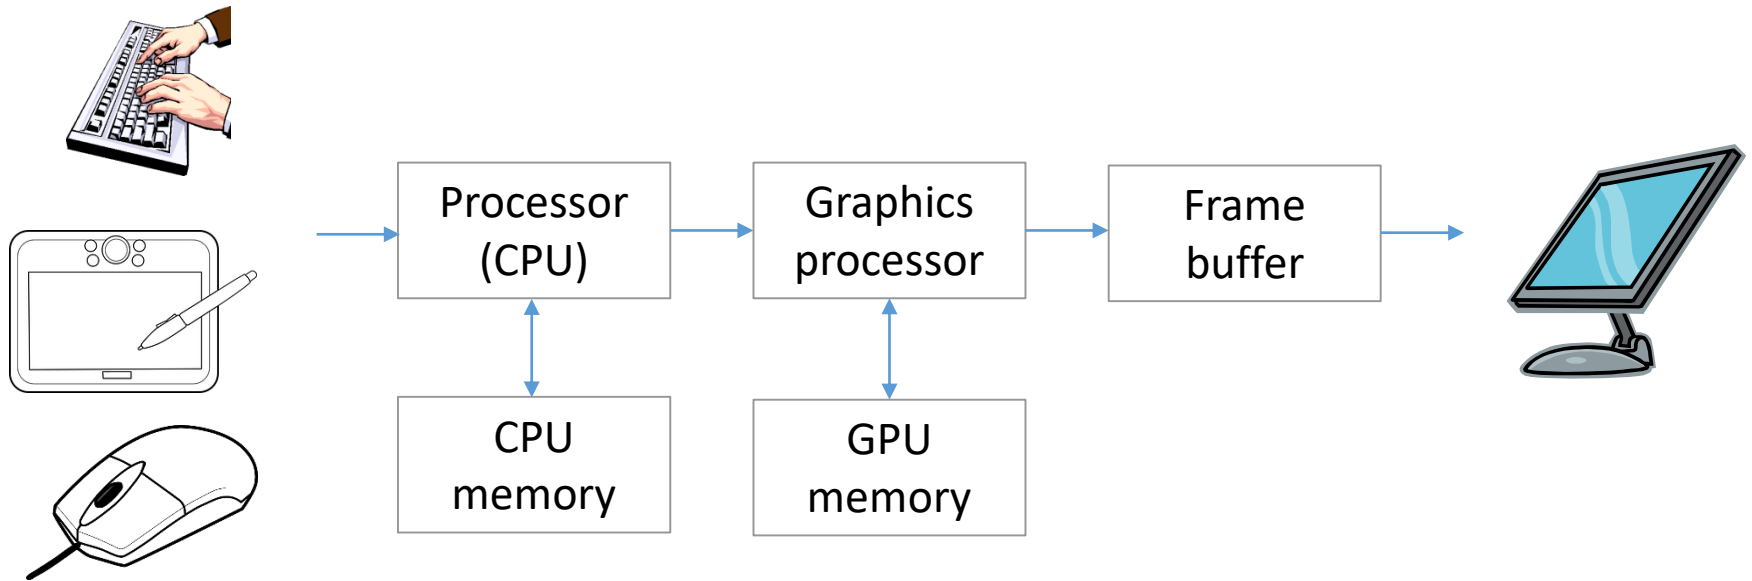 Processor
(CPU)
Graphics
processor
Frame
buffer
CPU
memory
GPU
memory